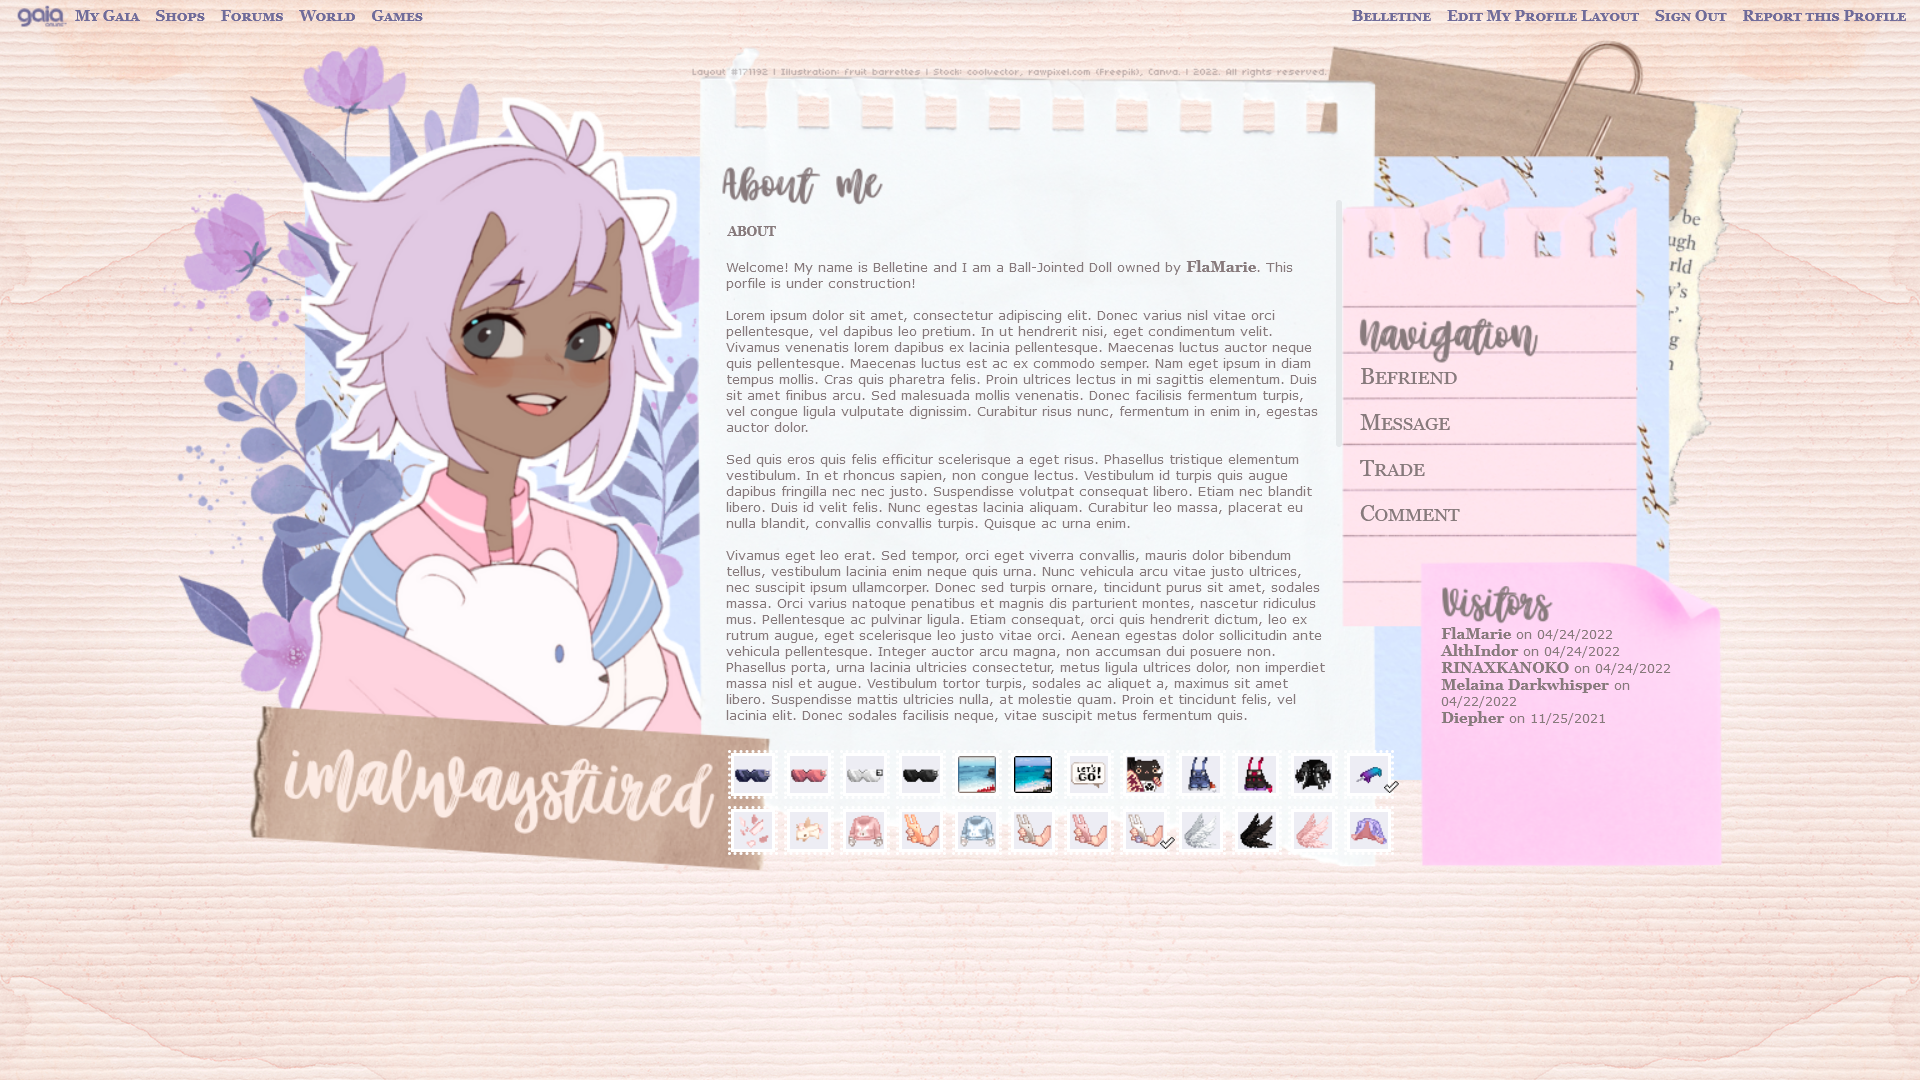 gaia ONLINE My Gaia Shops Forums World Games
Belletine Edit My Profile Layout Sign Out Report this Profile
Layout #171192 | Illustration: fruit barrettes | Stock: coolvector, rawpixel.com (Freepik), Canva. | 2022. All rights reserved.
About me
ABOUT
Welcome! My name is Belletine and I am a Ball-Jointed Doll owned by FlaMarie. This
porfile is under construction!
Lorem ipsum dolor sit amet, consectetur adipiscing elit. Donec varius nisl vitae orci
pellentesque, vel dapibus leo pretium. In ut hendrerit nisi, eget condimentum velit.
Vivamus venenatis lorem dapibus ex lacinia pellentesque. Maecenas luctus auctor neque
quis pellentesque. Maecenas luctus est ac ex commodo semper. Nam eget ipsum in diam
tempus mollis. Cras quis pharetra felis. Proin ultrices lectus in mi sagittis elementum. Duis
sit amet finibus arcu. Sed malesuada mollis venenatis. Donec facilisis fermentum turpis,
vel congue ligula vulputate dignissim. Curabitur risus nunc, fermentum in enim in, egestas
auctor dolor.
Sed quis eros quis felis efficitur scelerisque a eget risus. Phasellus tristique elementum
vestibulum. In et rhoncus sapien, non congue lectus. Vestibulum id turpis quis augue
dapibus fringilla nec nec justo. Suspendisse volutpat consequat libero. Etiam nec blandit
libero. Duis id velit felis. Nunc egestas lacinia aliquam. Curabitur leo massa, placerat eu
nulla blandit, convallis convallis turpis. Quisque ac urna enim.
Vivamus eget leo erat. Sed tempor, orci eget viverra convallis, mauris dolor bibendum
tellus, vestibulum lacinia enim neque quis urna. Nunc vehicula arcu vitae justo ultrices,
nec suscipit ipsum ullamcorper. Donec sed turpis ornare, tincidunt purus sit amet, sodales
massa. Orci varius natoque penatibus et magnis dis parturient montes, nascetur ridiculus
mus. Pellentesque ac pulvinar ligula. Etiam consequat, orci quis hendrerit dictum, leo ex
rutrum augue, eget scelerisque leo justo vitae orci. Aenean egestas dolor sollicitudin ante
vehicula pellentesque. Integer auctor arcu magna, non accumsan dui posuere non.
Phasellus porta, urna lacinia ultricies consectetur, metus ligula ultrices dolor, non imperdiet
massa nisl et augue. Vestibulum tortor turpis, sodales ac aliquet a, maximus sit amet
libero. Suspendisse mattis ultricies nulla, at molestie quam. Proin et tincidunt felis, vel
lacinia elit. Donec sodales facilisis neque, vitae suscipit metus fermentum quis.
imalwaystiired
LET'S
GO!
be
ugh
rld
y's
r'.
g
n
Navigation
Befriend
Message
Trade
Comment
Visitors
FlaMarie on 04/24/2022
AlthIndor on 04/24/2022
RINAXKANOKO on 04/24/2022
Melaina Darkwhisper on
04/22/2022
Diepher on 11/25/2021